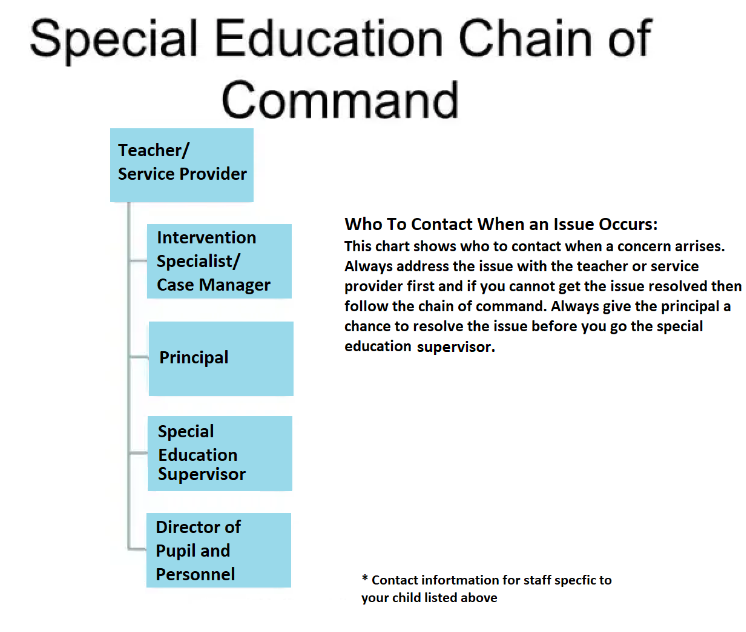 Special Education Chain of
Command
Teacher/
Service Provider
Intervention
Specialist/
Case Manager
Principal
Special
Education
Supervisor
Director of
Pupil and
Personnel
Who To Contact When an Issue Occurs:
This chart shows who to contact when a concern arrises.
Always address the issue with the teacher or service
provider first and if you cannot get the issue resolved then
follow the chain of command. Always give the principal a
chance to resolve the issue before you go the special
education supervisor.
* Contact infortmation for staff specfic to
your child listed above